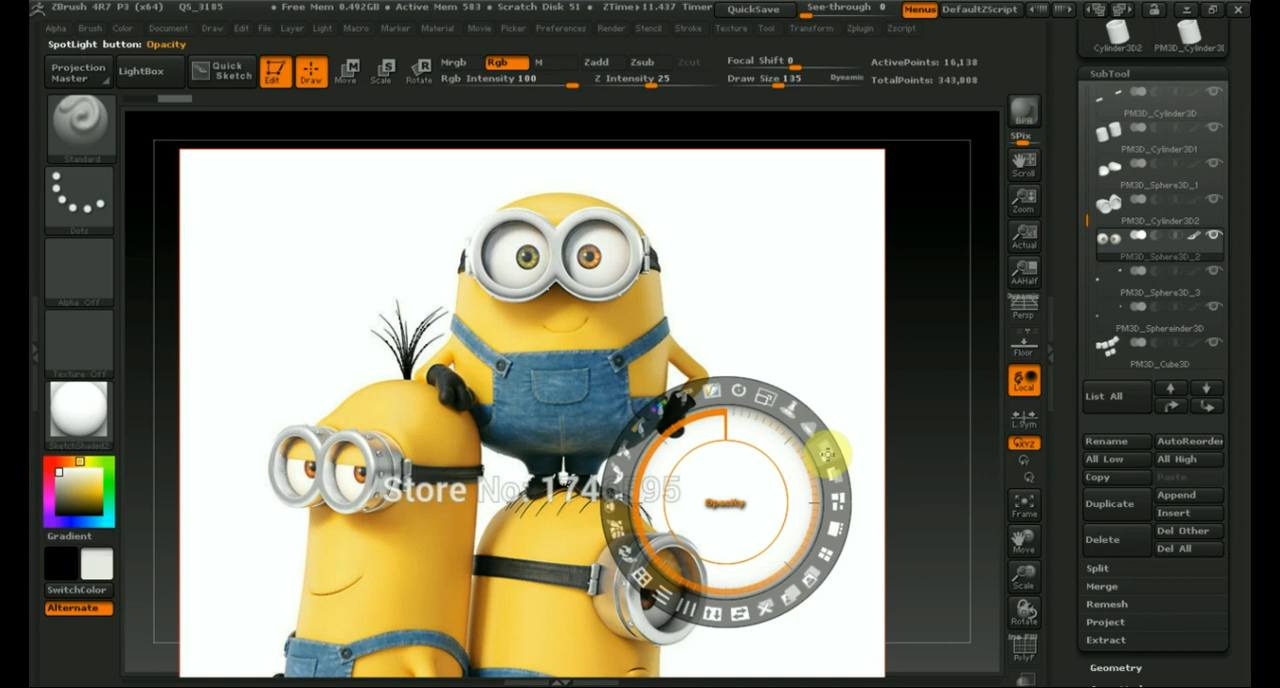 ZBrush 4R7 P3 (x64) QS_3185 • Free Mem 0.492GB • Active Mem 583 • Scratch Disk 51 • ZTime▸11.437 Timer QuickSave See-through 0 Menus DefaultZScript
Alpha Brush Color Document Draw Edit File Layer Light Macro Marker Material Movie Picker Preferences Render Stencil Stroke Texture Tool Transform Zplugin Zscript
SpotLight button: Opacity
Projection Master
LightBox
Quick Sketch
Edit Draw Move Scale Rotate
Mrgb Rgb M
Rgb Intensity 100
Zadd Zsub Zcut
Z Intensity 25
Focal Shift 0
Draw Size 135 Dynamic
ActivePoints: 16,138
TotalPoints: 343,808
Standard
Dots
Alpha Off
Texture Off
Gradient
SwitchColor
Alternate
Opacity
BPR
SPix
Scroll
Zoom
Actual
AAHalf
Dynamic
Persp
Floor
Local
L.Sym
XYZ
Frame
Move
Scale
Rotate
PolyF
Cylinder3D2
SubTool
PM3D_Cylinder3D
PM3D_Cylinder3D1
PM3D_Sphere3D_1
PM3D_Cylinder3D2
PM3D_Sphere3D_2
PM3D_Sphere3D_3
PM3D_Sphereinder3D
PM3D_Cube3D
List All
Rename AutoReorder
All Low All High
Copy Paste
Duplicate Append
Insert
Delete Del Other
Del All
Split
Merge
Remesh
Project
Extract
Geometry